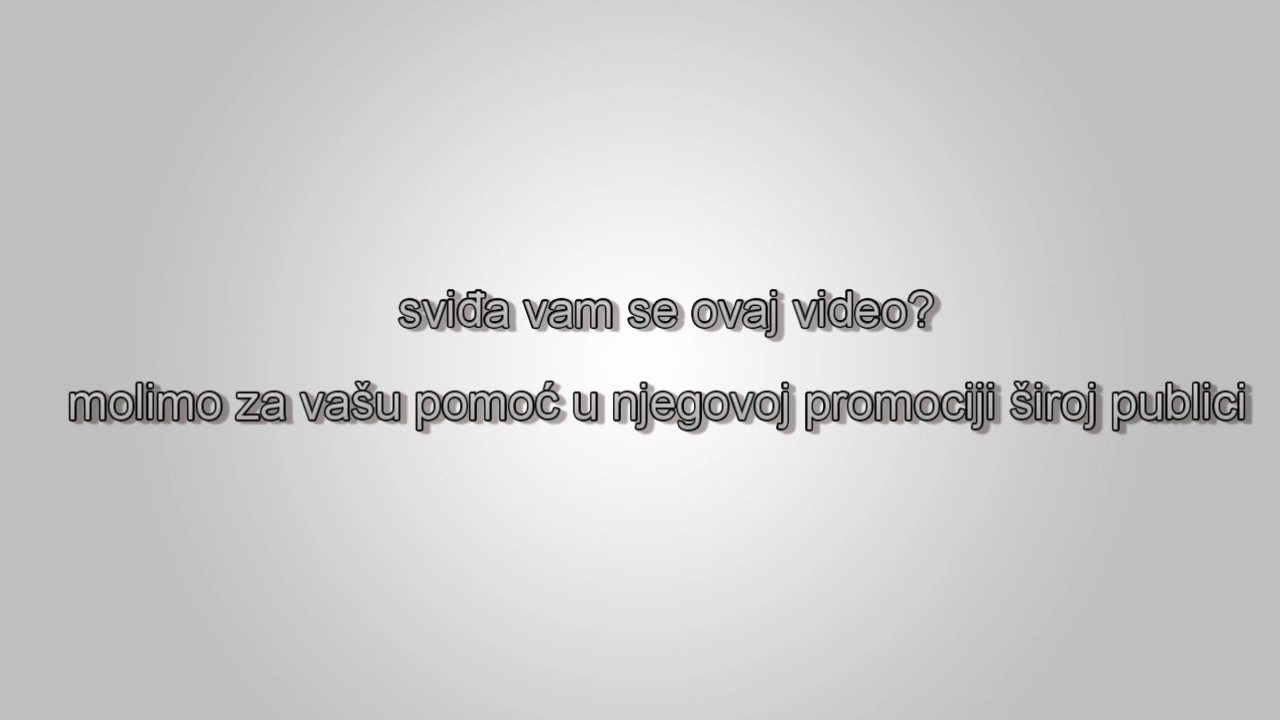 sviđa vam se ovaj video?
molimo za vašu pomoć u njegovoj promociji široj publici